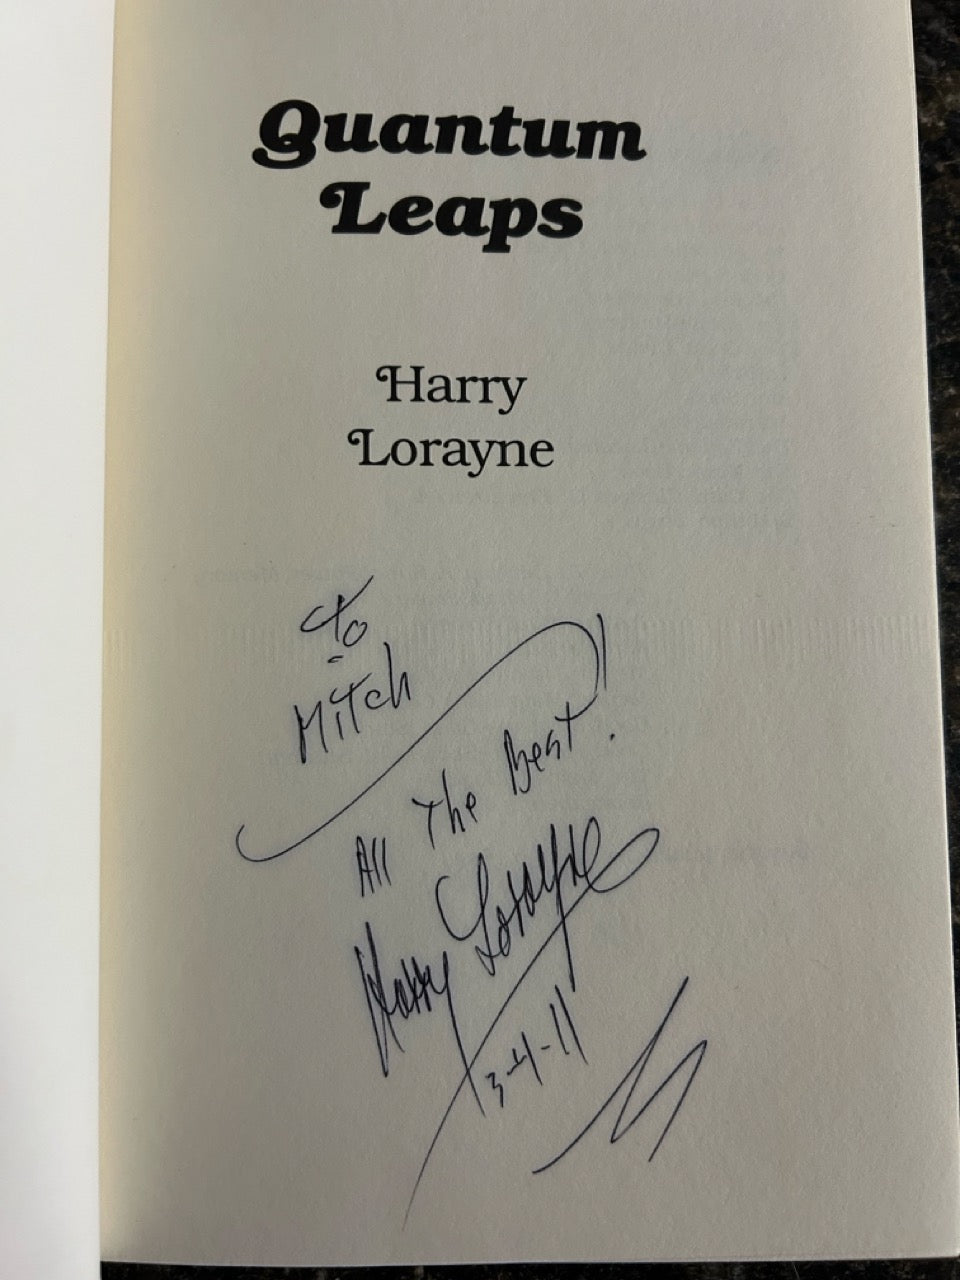 Quantum
Leaps
Harry
Lorayne
To
Mitch
All The Best!
Harry Lorayne
3-4-11